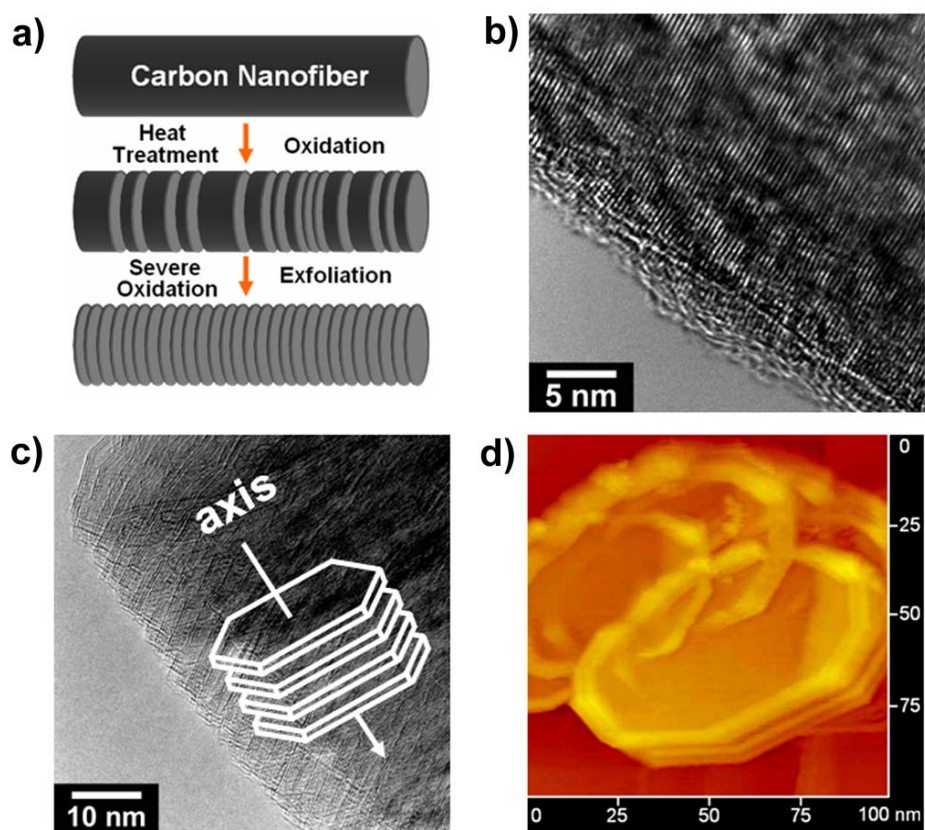 a)
Carbon Nanofiber
Heat
Treatment
Oxidation
Severe
Oxidation
Exfoliation
b)
5 nm
c)
axis
10 nm
d)
0
-25
-50
-75
0 25 50 75 100 nm